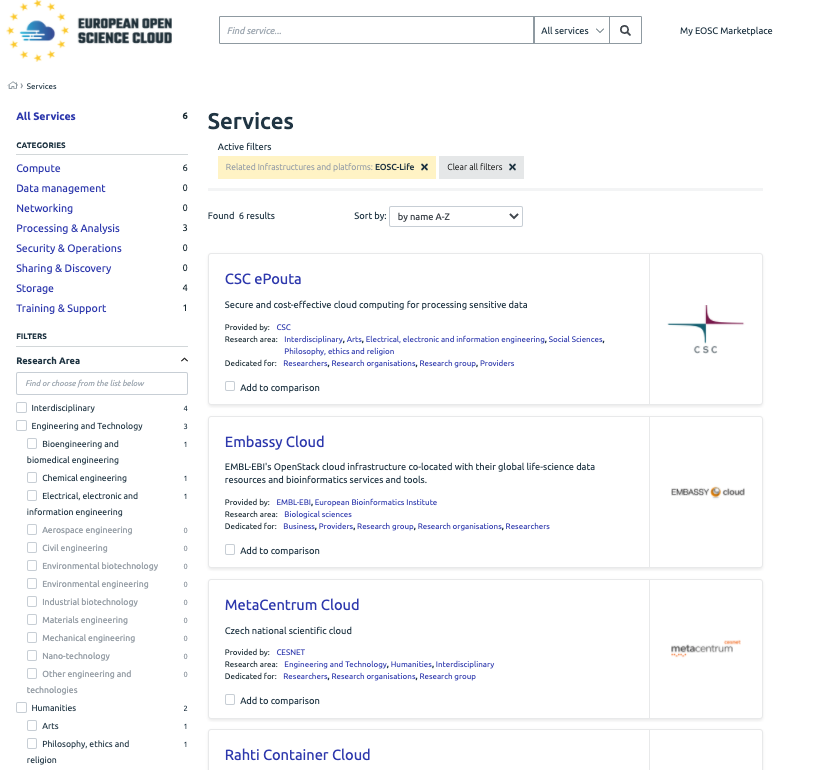 EUROPEAN OPEN
SCIENCE CLOUD
Find service...
All services
My EOSC Marketplace
Services
All Services 6
CATEGORIES
Compute 6
Data management 0
Networking 0
Processing & Analysis 3
Security & Operations 0
Sharing & Discovery 0
Storage 4
Training & Support 1
FILTERS
Research Area
Find or choose from the list below
Interdisciplinary 4
Engineering and Technology 3
Bioengineering and 1
biomedical engineering
Chemical engineering 1
Electrical, electronic and 1
information engineering
Aerospace engineering 0
Civil engineering 0
Environmental biotechnology 0
Environmental engineering 0
Industrial biotechnology 0
Materials engineering 0
Mechanical engineering 0
Nano-technology 0
Other engineering and 0
technologies
Humanities 2
Arts 1
Philosophy, ethics and 1
religion
Services
Active filters
Related Infrastructures and platforms: EOSC-Life
Clear all filters
Found 6 results
Sort by: by name A-Z
CSC ePouta
Secure and cost-effective cloud computing for processing sensitive data
Provided by: CSC
Research area: Interdisciplinary, Arts, Electrical, electronic and information engineering, Social Sciences,
Philosophy, ethics and religion
Dedicated for: Researchers, Research organisations, Research group, Providers
Add to comparison
CSC
Embassy Cloud
EMBL-EBI's OpenStack cloud infrastructure co-located with their global life-science data
resources and bioinformatics services and tools.
Provided by: EMBL-EBI, European Bioinformatics Institute
Research area: Biological sciences
Dedicated for: Business, Providers, Research group, Research organisations, Researchers
Add to comparison
EMBASSY cloud
MetaCentrum Cloud
Czech national scientific cloud
Provided by: CESNET
Research area: Engineering and Technology, Humanities, Interdisciplinary
Dedicated for: Researchers, Research organisations, Research group
Add to comparison
cesnet
metacentrum
Rahti Container Cloud